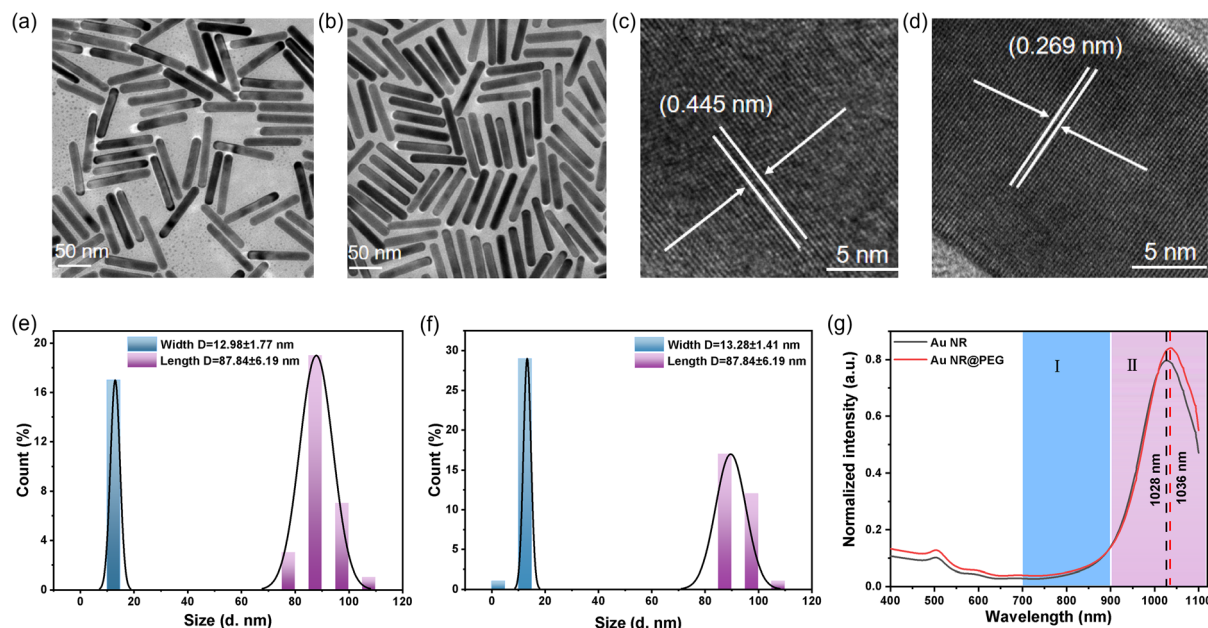 (a)
(b)
(c)
(d)
50 nm
50 nm
(0.445 nm)
5 nm
(0.269 nm)
5 nm
(e)
Width D=12.98±1.77 nm
Length D=87.84±6.19 nm
Count (%)
20
16
12
8
4
0
0 20 40 60 80 100 120
Size (d. nm)
(f)
Width D=13.28±1.41 nm
Length D=87.84±6.19 nm
Count (%)
30
25
20
15
10
5
0
0 20 40 60 80 100 120
Size (d. nm)
(g)
Au NR
Au NR@PEG
I
II
1028 nm
1036 nm
Normalized intensity (a.u.)
0.8
0.6
0.4
0.2
0.0
400 500 600 700 800 900 1000 1100
Wavelength (nm)